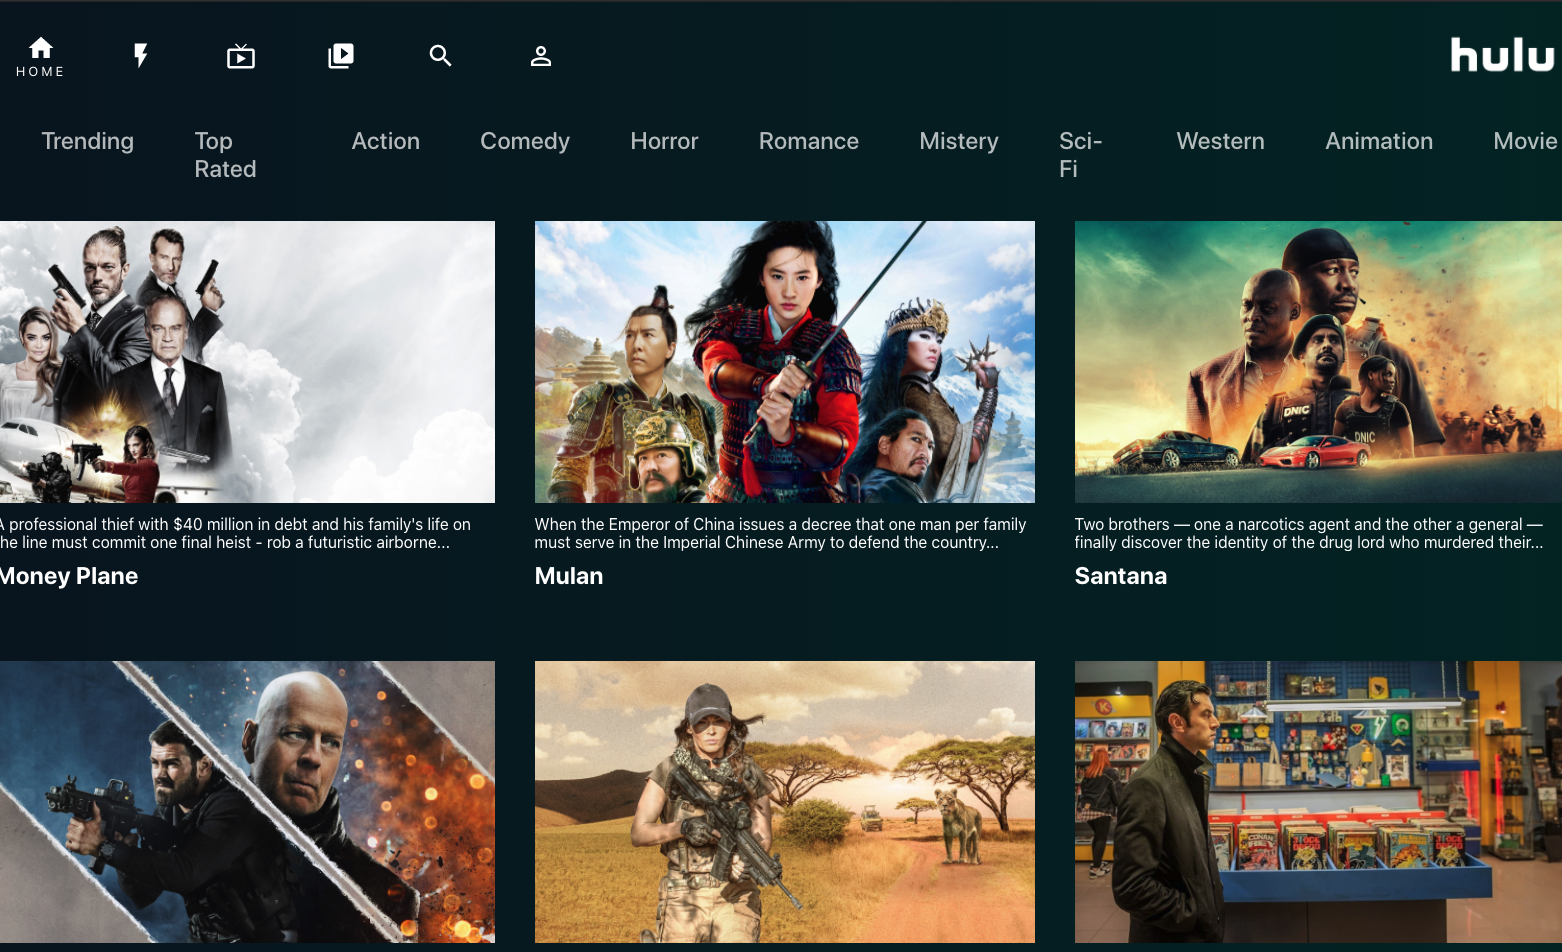 HOME
hulu
Trending
Top
Rated
Action
Comedy
Horror
Romance
Mistery
Sci-
Fi
Western
Animation
Movie
A professional thief with $40 million in debt and his family's life on
he line must commit one final heist - rob a futuristic airborne...
Money Plane
When the Emperor of China issues a decree that one man per family
must serve in the Imperial Chinese Army to defend the country...
Mulan
DNIC
DNIC
Two brothers — one a narcotics agent and the other a general —
finally discover the identity of the drug lord who murdered their...
Santana
K
CONAN